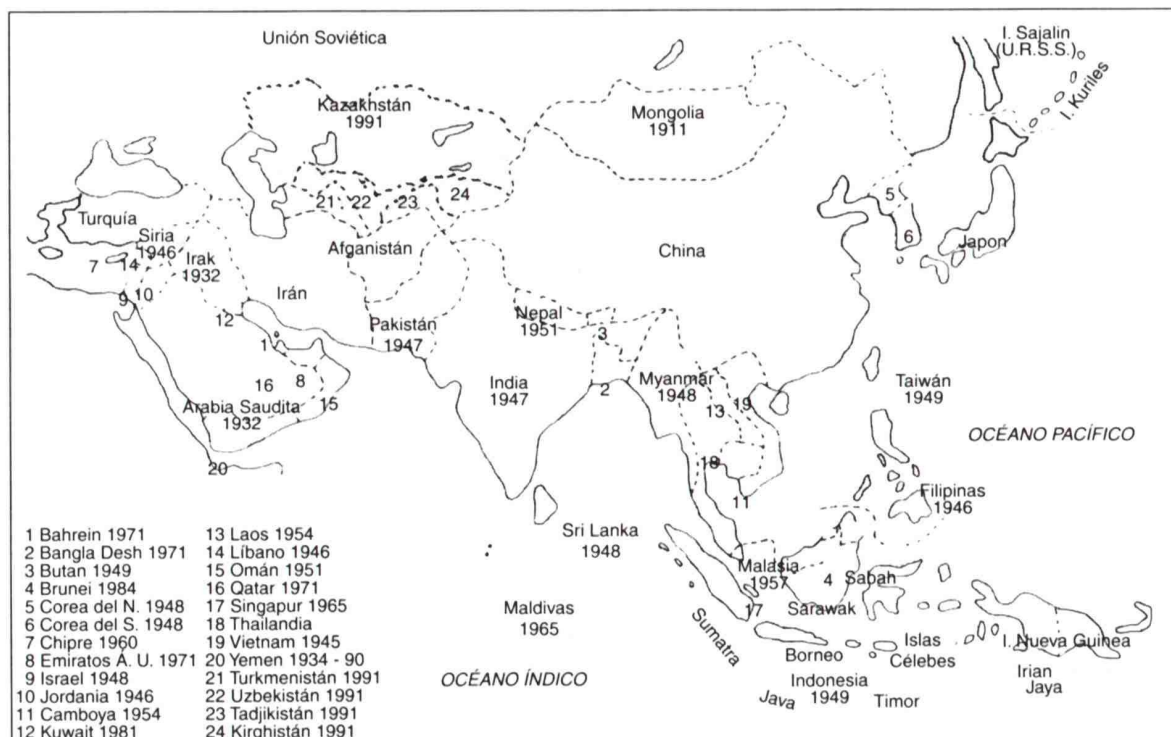 Unión Soviética
I. Sajalin
(U.R.S.S.)
I. Kuriles
Kazakhstán
1991
Mongolia
1911
21
22
23
24
5
6
Turquía
Siria
1946
7
14
Irak
1932
Afganistán
China
Japon
9
10
Irán
12
Pakistán
1947
Nepal
1951
3
1
16
8
India
1947
2
Myanmar
1948
13
19
Taiwán
1949
Arabia Saudita
1932
15
OCÉANO PACÍFICO
20
18
11
Filipinas
1946
Sri Lanka
1948
Malasia
1957
4
Sabah
17
Sarawak
Maldivas
1965
Sumatra
Borneo
Islas
Célebes
I. Nueva Guinea
Irian
Jaya
Indonesia
1949
Java
Timor
OCÉANO ÍNDICO
1 Bahrein 1971
2 Bangla Desh 1971
3 Butan 1949
4 Brunei 1984
5 Corea del N. 1948
6 Corea del S. 1948
7 Chipre 1960
8 Emiratos Á. U. 1971
9 Israel 1948
10 Jordania 1946
11 Camboya 1954
12 Kuwait 1981
13 Laos 1954
14 Líbano 1946
15 Omán 1951
16 Qatar 1971
17 Singapur 1965
18 Thailandia
19 Vietnam 1945
20 Yemen 1934 - 90
21 Turkmenistán 1991
22 Uzbekistán 1991
23 Tadjikistán 1991
24 Kirghistán 1991